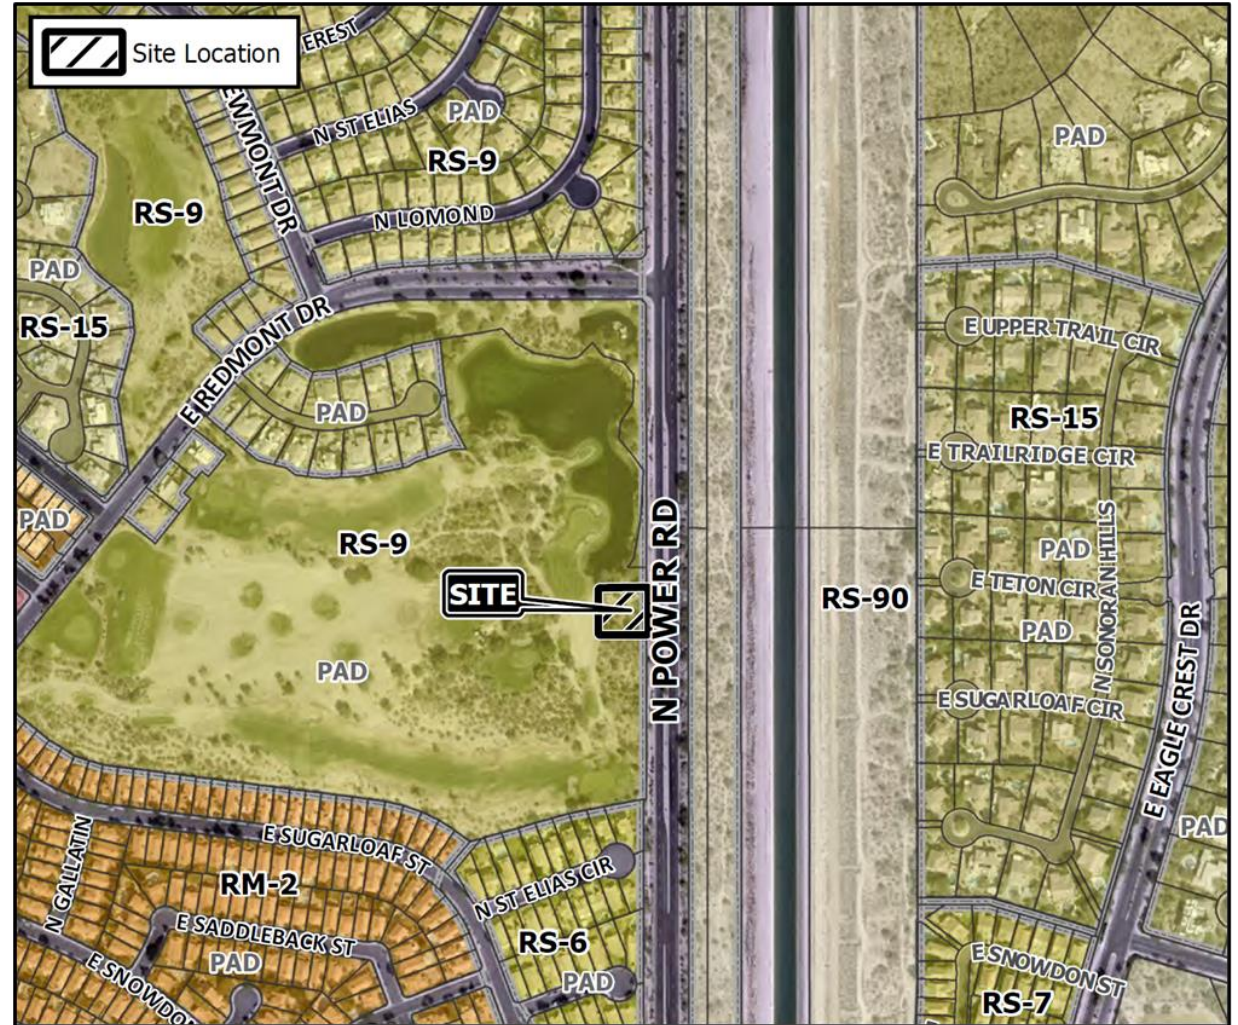 Site Location
EREST
N ST ELIAS
PAD
PAD
RS-9
EWMONT DR
RS-9
N LOMOND
PAD
RS-15
E REDMONT DR
E UPPER TRAIL CIR
PAD
RS-15
E TRAILRIDGE CIR
PAD
RS-9
N POWER RD
PAD
N SONORAN HILLS
SITE
RS-90
E TETON CIR
PAD
PAD
E SUGARLOAF CIR
E EAGLE CREST DR
PAD
N GALLATIN
E SUGARLOAF ST
RM-2
N ST ELIAS CIR
E SADDLEBACK ST
PAD
RS-6
E SNOWDON ST
E SNOWDO
PAD
RS-7